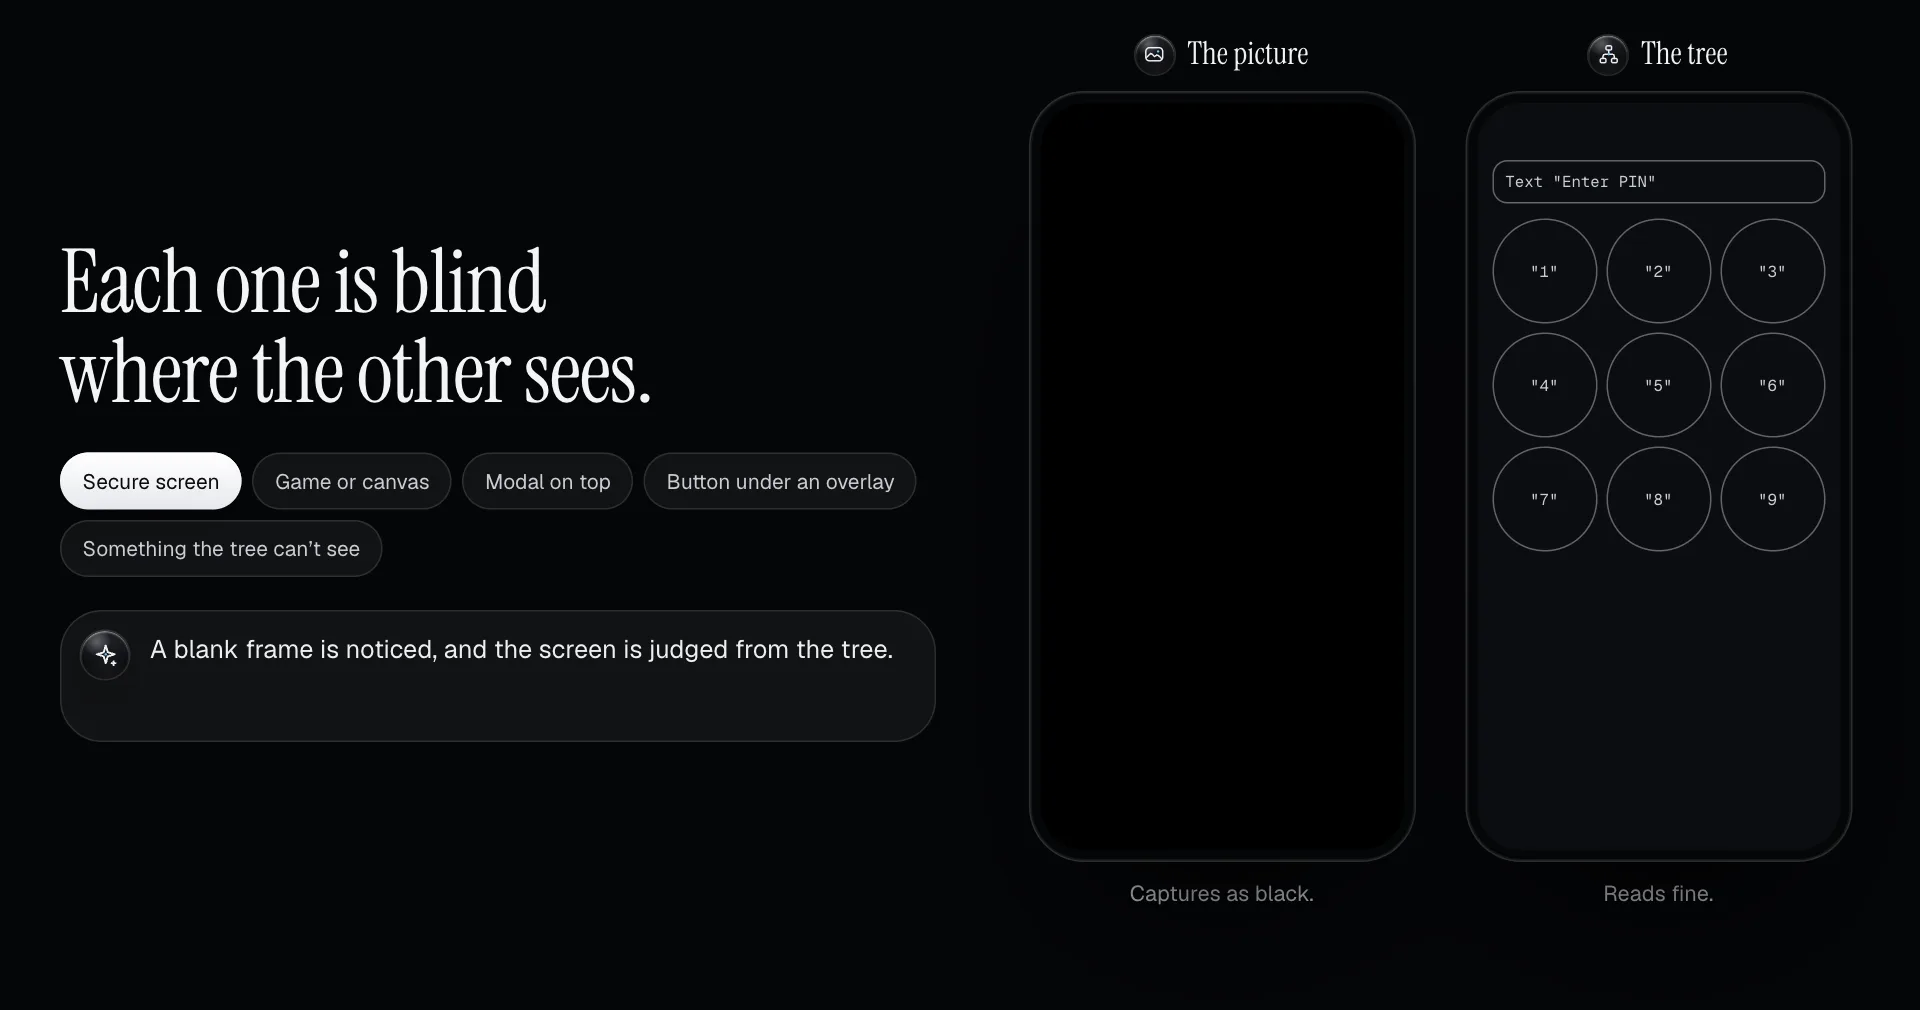 Each one is blind
where the other sees.
Secure screen
Game or canvas
Modal on top
Button under an overlay
Something the tree can’t see
A blank frame is noticed, and the screen is judged from the tree.
The picture
Captures as black.
The tree
Text "Enter PIN"
"1" "2" "3"
"4" "5" "6"
"7" "8" "9"
Reads fine.